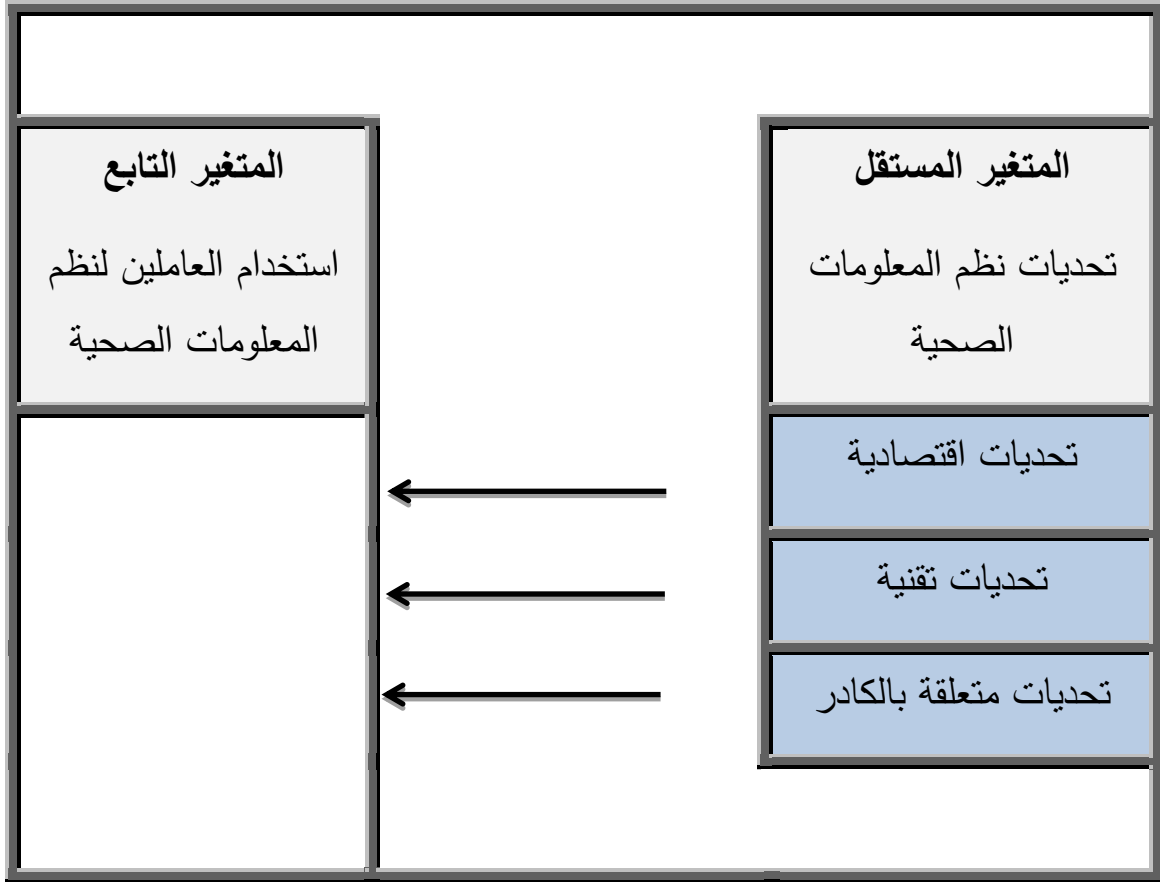 المتغير المستقل
تحديات نظم المعلومات
الصحية
تحديات اقتصادية
تحديات تقنية
تحديات متعلقة بالكادر
المتغير التابع
استخدام العاملين لنظم
المعلومات الصحية